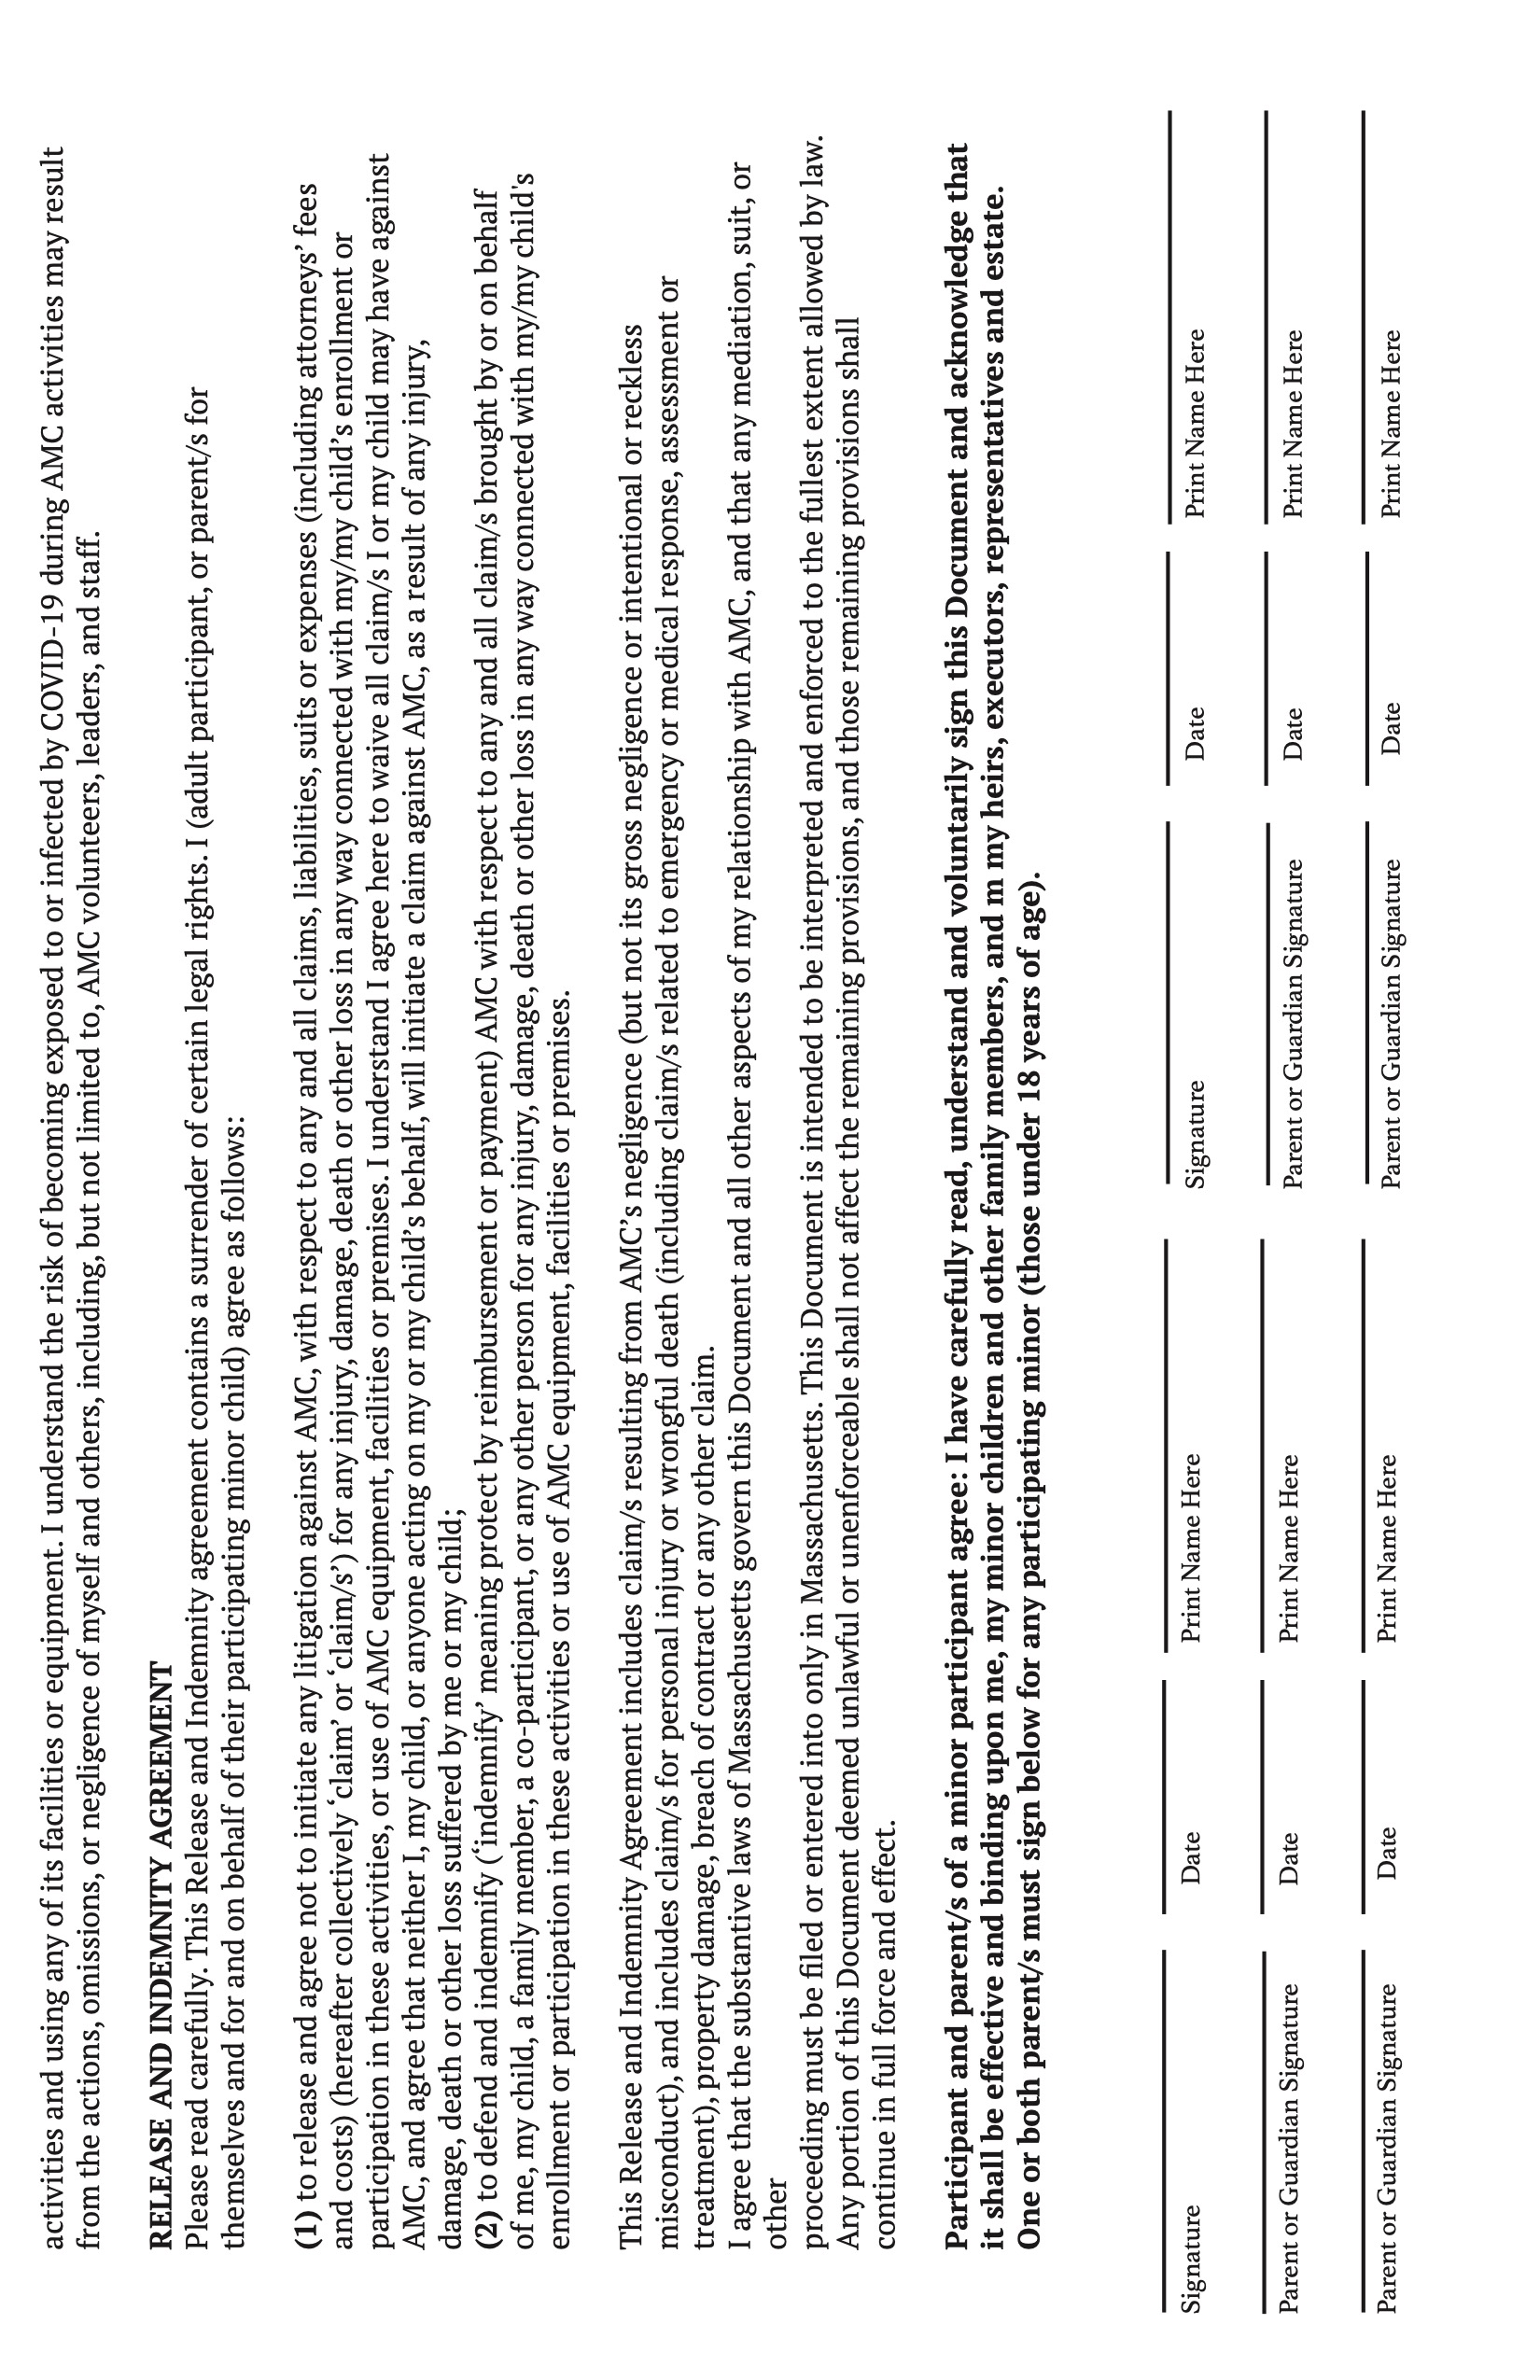 activities and using any of its facilities or equipment. I understand the risk of becoming exposed to or infected by COVID-19 during AMC activities may result
from the actions, omissions, or negligence of myself and others, including, but not limited to, AMC volunteers, leaders, and staff.
RELEASE AND INDEMNITY AGREEMENT
Please read carefully. This Release and Indemnity agreement contains a surrender of certain legal rights. I (adult participant, or parent/s for
themselves and for and on behalf of their participating minor child) agree as follows:
(1) to release and agree not to initiate any litigation against AMC, with respect to any and all claims, liabilities, suits or expenses (including attorneys’ fees
and costs) (hereafter collectively ‘claim’ or ‘claim/s’) for any injury, damage, death or other loss in any way connected with my/my child’s enrollment or
participation in these activities, or use of AMC equipment, facilities or premises. I understand I agree here to waive all claim/s I or my child may have against
AMC, and agree that neither I, my child, or anyone acting on my or my child’s behalf, will initiate a claim against AMC, as a result of any injury,
damage, death or other loss suffered by me or my child;
(2) to defend and indemnify (‘indemnify’ meaning protect by reimbursement or payment) AMC with respect to any and all claim/s brought by or on behalf
of me, my child, a family member, a co-participant, or any other person for any injury, damage, death or other loss in any way connected with my/my child's
enrollment or participation in these activities or use of AMC equipment, facilities or premises.
This Release and Indemnity Agreement includes claim/s resulting from AMC’s negligence (but not its gross negligence or intentional or reckless
misconduct), and includes claim/s for personal injury or wrongful death (including claim/s related to emergency or medical response, assessment or
treatment), property damage, breach of contract or any other claim.
I agree that the substantive laws of Massachusetts govern this Document and all other aspects of my relationship with AMC, and that any mediation, suit, or
other
proceeding must be filed or entered into only in Massachusetts. This Document is intended to be interpreted and enforced to the fullest extent allowed by law.
Any portion of this Document deemed unlawful or unenforceable shall not affect the remaining provisions, and those remaining provisions shall
continue in full force and effect.
Participant and parent/s of a minor participant agree: I have carefully read, understand and voluntarily sign this Document and acknowledge that
it shall be effective and binding upon me, my minor children and other family members, and m my heirs, executors, representatives and estate.
One or both parent/s must sign below for any participating minor (those under 18 years of age).
Signature Date Print Name Here Signature Date Print Name Here
Parent or Guardian Signature Date Print Name Here Parent or Guardian Signature Date Print Name Here
Parent or Guardian Signature Date Print Name Here Parent or Guardian Signature Date Print Name Here